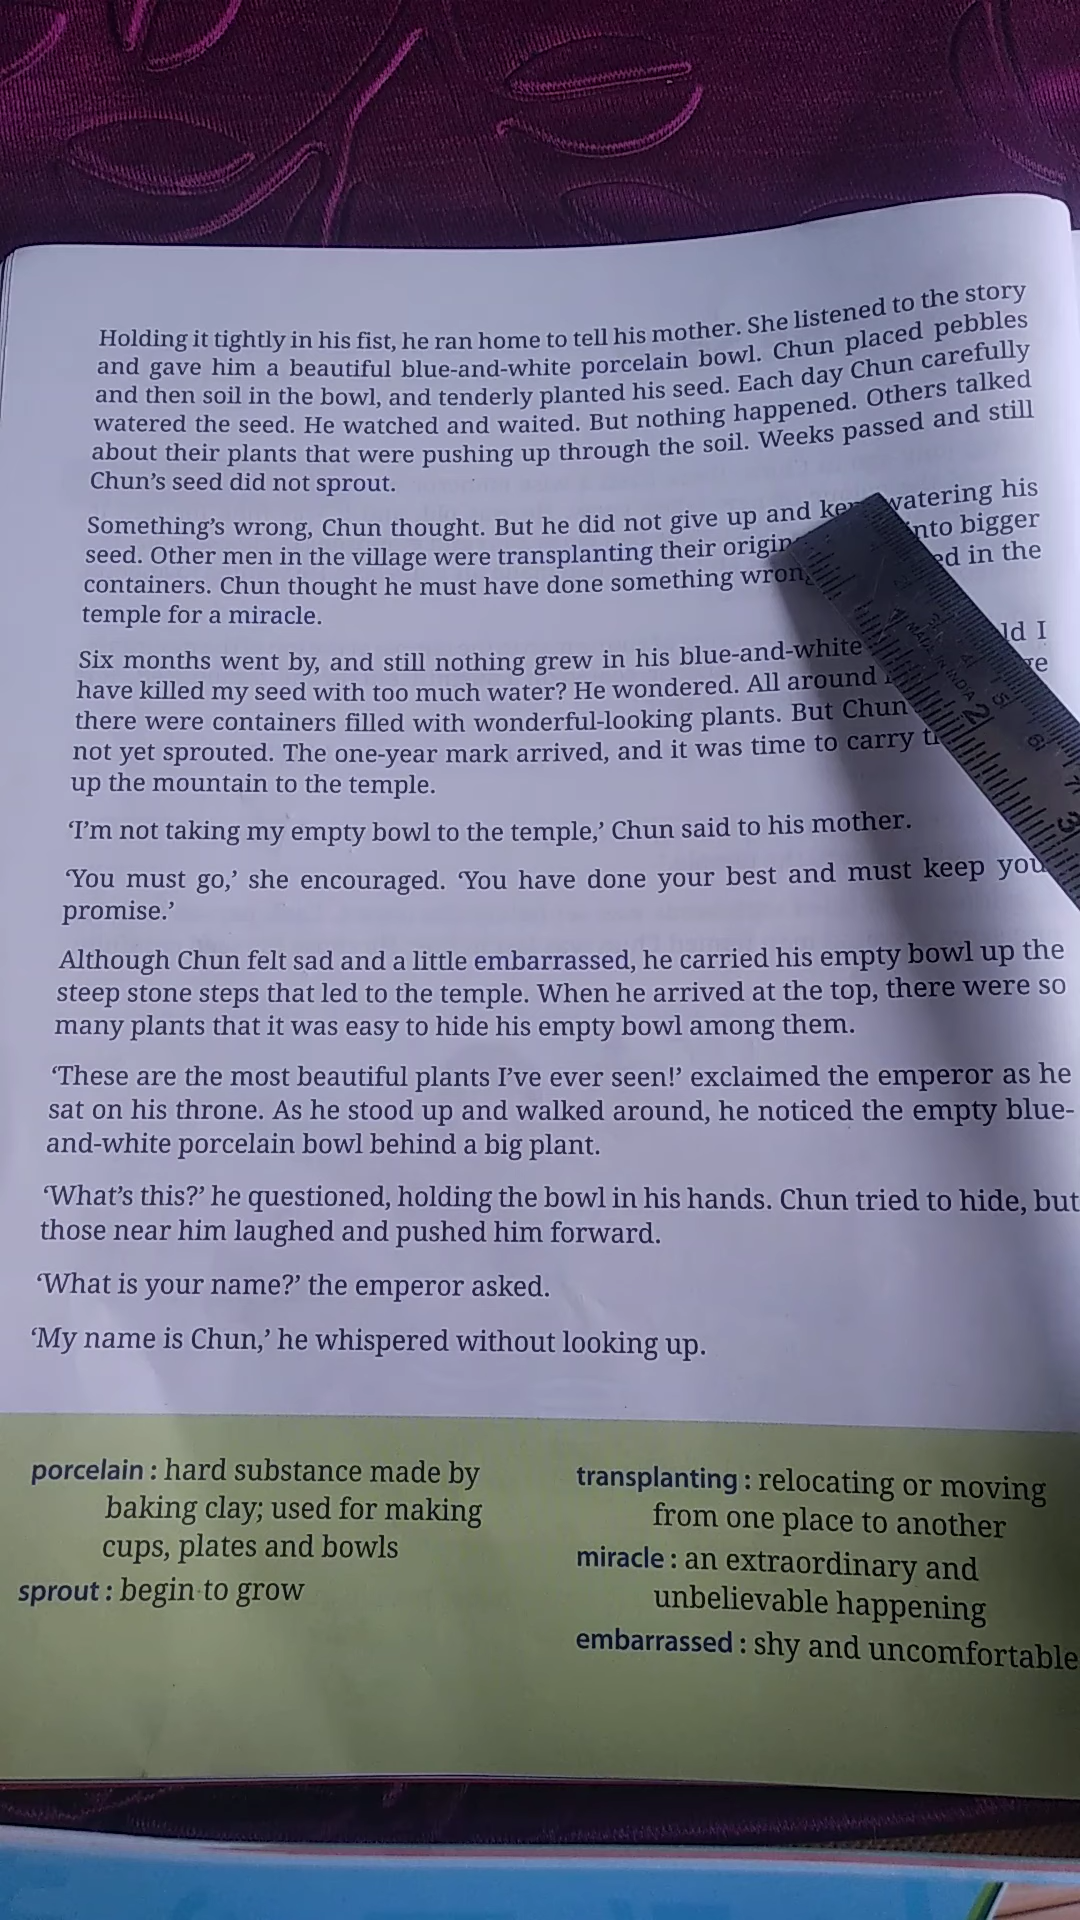 Holding it tightly in his fist, he ran home to tell his mother. She listened to the story
and gave him a beautiful blue-and-white porcelain bowl. Chun placed pebbles
and then soil in the bowl, and tenderly planted his seed. Each day Chun carefully
watered the seed. He watched and waited. But nothing happened. Others talked
about their plants that were pushing up through the soil. Weeks passed and still
Chun’s seed did not sprout.
Something’s wrong, Chun thought. But he did not give up and watering his
seed. Other men in the village were transplanting their into bigger
containers. Chun thought he must have done something in the
temple for a miracle.
Six months went by, and still nothing grew in his blue-and-white I
have killed my seed with too much water? He wondered. All around
there were containers filled with wonderful-looking plants. But Chun
not yet sprouted. The one-year mark arrived, and it was time to carry
up the mountain to the temple.
‘I’m not taking my empty bowl to the temple,’ Chun said to his mother.
‘You must go,’ she encouraged. ‘You have done your best and must keep
promise.’
Although Chun felt sad and a little embarrassed, he carried his empty bowl up the
steep stone steps that led to the temple. When he arrived at the top, there were so
many plants that it was easy to hide his empty bowl among them.
‘These are the most beautiful plants I’ve ever seen!’ exclaimed the emperor as he
sat on his throne. As he stood up and walked around, he noticed the empty blue-
and-white porcelain bowl behind a big plant.
‘What’s this?’ he questioned, holding the bowl in his hands. Chun tried to hide, but
those near him laughed and pushed him forward.
‘What is your name?’ the emperor asked.
‘My name is Chun,’ he whispered without looking up.
porcelain : hard substance made by
baking clay; used for making
cups, plates and bowls
sprout : begin to grow
transplanting : relocating or moving
from one place to another
miracle : an extraordinary and
unbelievable happening
embarrassed : shy and uncomfortable
MADE IN INDIA
1 2 3
4 5 6 7